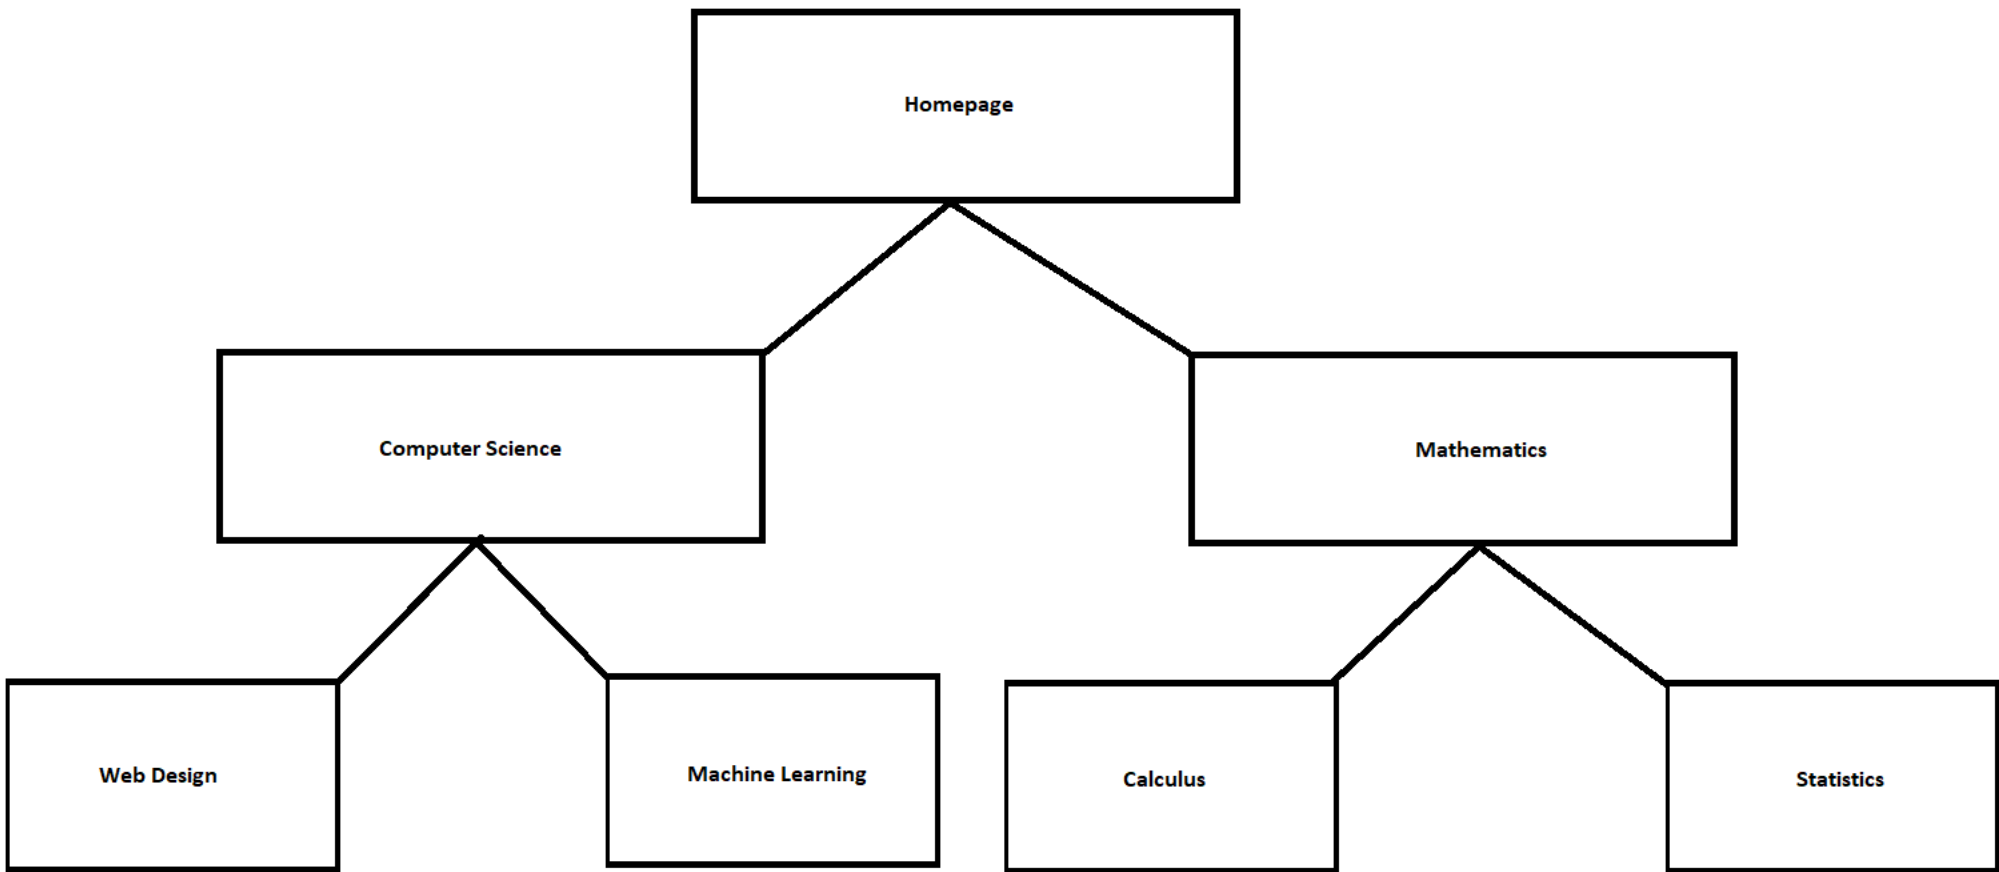 Homepage
Computer Science
Mathematics
Web Design
Machine Learning
Calculus
Statistics